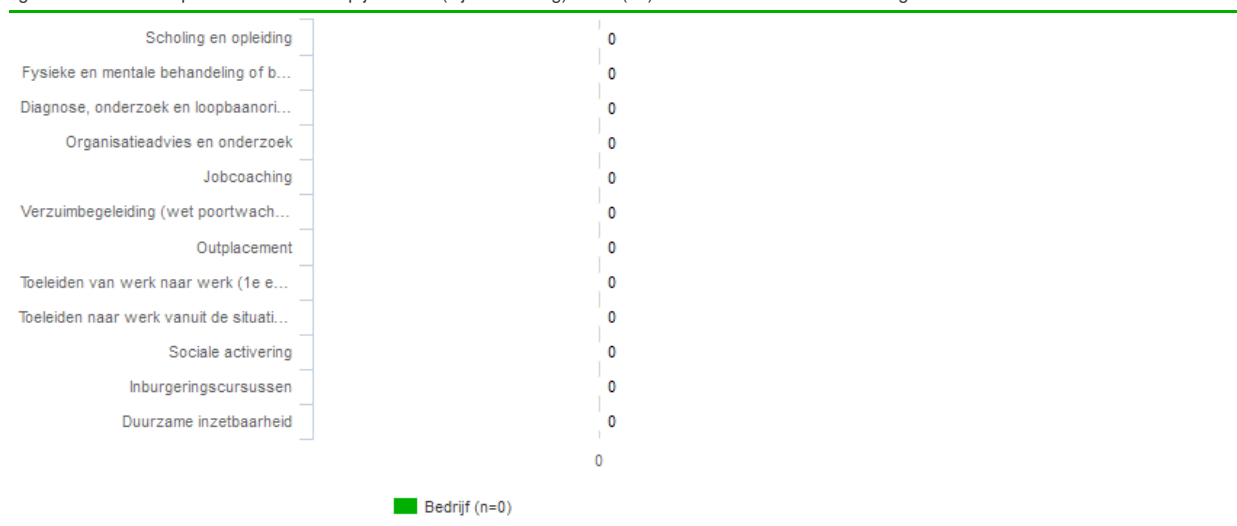 Scholing en opleiding 0
Fysieke en mentale behandeling of b... 0
Diagnose, onderzoek en loopbaanori... 0
Organisatieadvies en onderzoek 0
Jobcoaching 0
Verzuimbegeleiding (wet poortwach... 0
Outplacement 0
Toeleiden van werk naar werk (1e e... 0
Toeleiden naar werk vanuit de situati... 0
Sociale activering 0
Inburgeringscursussen 0
Duurzame inzetbaarheid 0
0
Bedrijf (n=0)